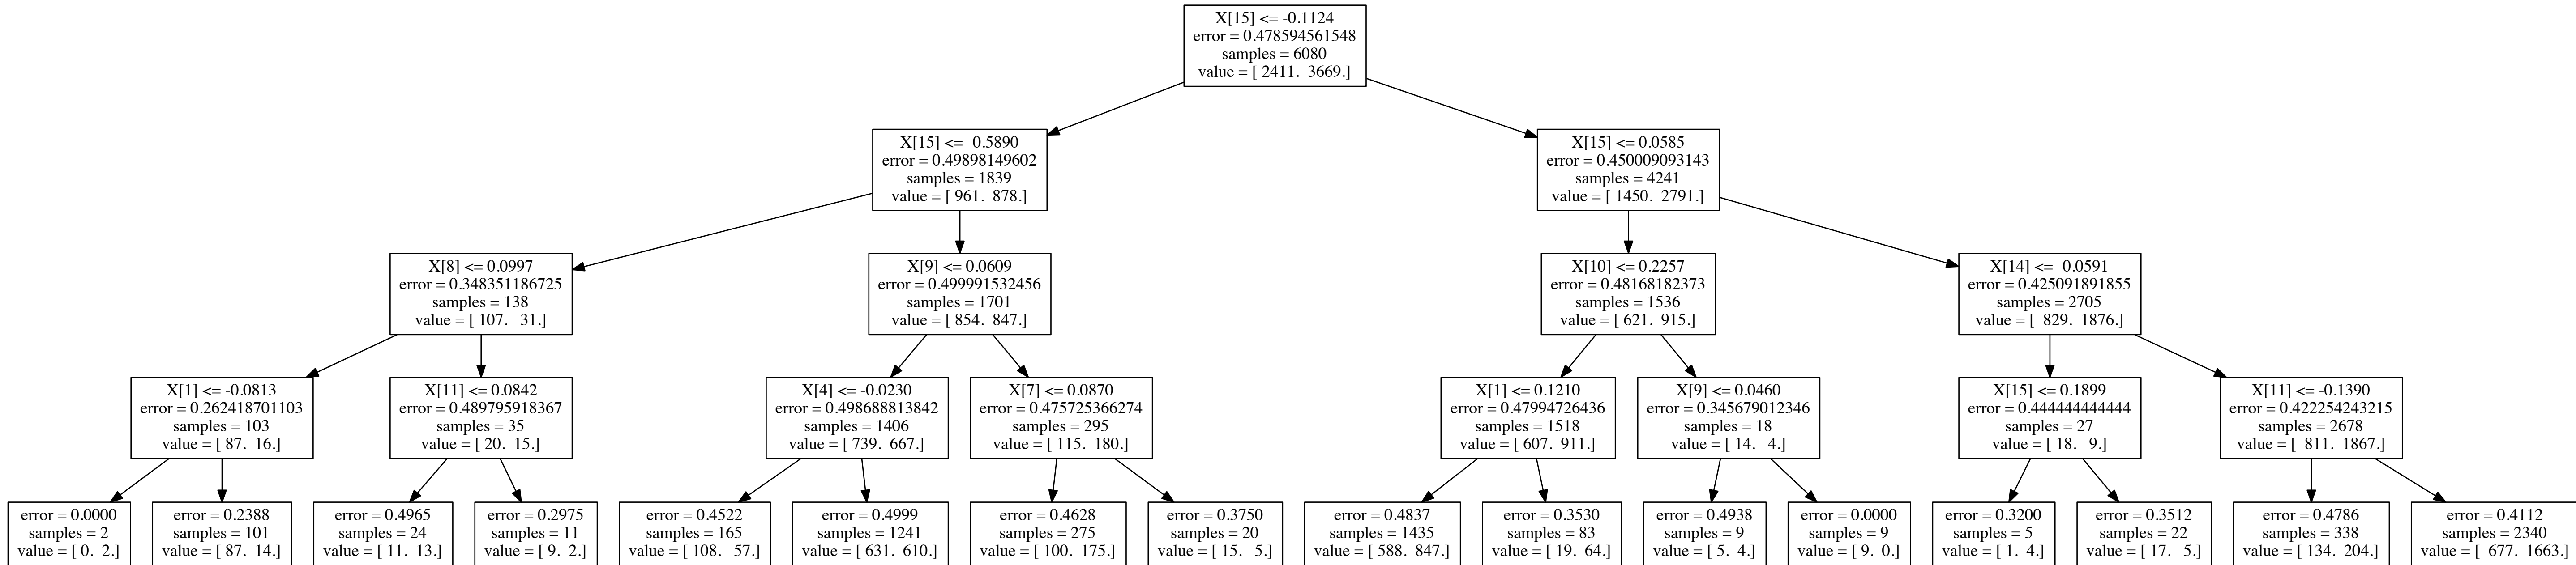 X[15] <= -0.1124
error = 0.478594561548
samples = 6080
value = [ 2411.  3669.]
X[15] <= -0.5890
error = 0.49898149602
samples = 1839
value = [ 961.  878.]
X[15] <= 0.0585
error = 0.450009093143
samples = 4241
value = [ 1450.  2791.]
X[8] <= 0.0997
error = 0.348351186725
samples = 138
value = [ 107.   31.]
X[9] <= 0.0609
error = 0.499991532456
samples = 1701
value = [ 854.  847.]
X[10] <= 0.2257
error = 0.48168182373
samples = 1536
value = [ 621.  915.]
X[14] <= -0.0591
error = 0.425091891855
samples = 2705
value = [  829.  1876.]
X[1] <= -0.0813
error = 0.262418701103
samples = 103
value = [ 87.  16.]
X[11] <= 0.0842
error = 0.489795918367
samples = 35
value = [ 20.  15.]
X[4] <= -0.0230
error = 0.498688813842
samples = 1406
value = [ 739.  667.]
X[7] <= 0.0870
error = 0.475725366274
samples = 295
value = [ 115.  180.]
X[1] <= 0.1210
error = 0.47994726436
samples = 1518
value = [ 607.  911.]
X[9] <= 0.0460
error = 0.345679012346
samples = 18
value = [ 14.   4.]
X[15] <= 0.1899
error = 0.444444444444
samples = 27
value = [ 18.   9.]
X[11] <= -0.1390
error = 0.422254243215
samples = 2678
value = [  811.  1867.]
error = 0.0000
samples = 2
value = [ 0.  2.]
error = 0.2388
samples = 101
value = [ 87.  14.]
error = 0.4965
samples = 24
value = [ 11.  13.]
error = 0.2975
samples = 11
value = [ 9.  2.]
error = 0.4522
samples = 165
value = [ 108.   57.]
error = 0.4999
samples = 1241
value = [ 631.  610.]
error = 0.4628
samples = 275
value = [ 100.  175.]
error = 0.3750
samples = 20
value = [ 15.   5.]
error = 0.4837
samples = 1435
value = [ 588.  847.]
error = 0.3530
samples = 83
value = [ 19.  64.]
error = 0.4938
samples = 9
value = [ 5.  4.]
error = 0.0000
samples = 9
value = [ 9.  0.]
error = 0.3200
samples = 5
value = [ 1.  4.]
error = 0.3512
samples = 22
value = [ 17.   5.]
error = 0.4786
samples = 338
value = [ 134.  204.]
error = 0.4112
samples = 2340
value = [  677.  1663.]